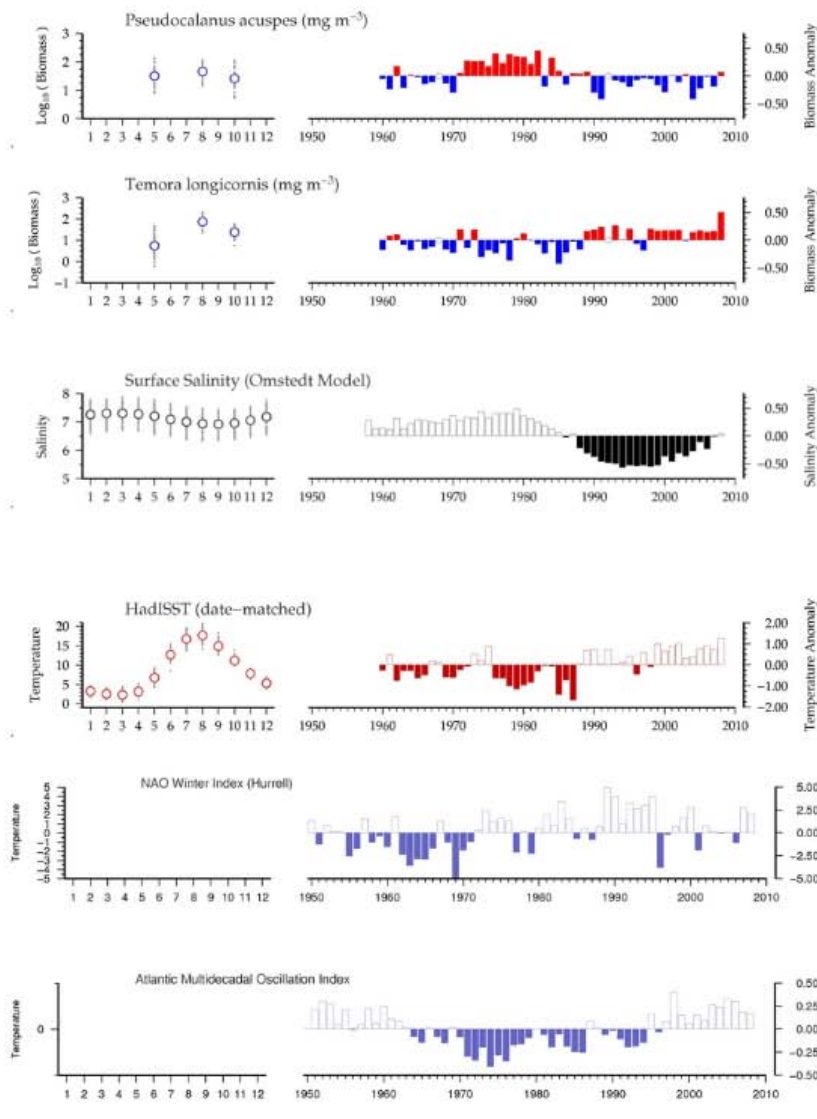 Pseudocalanus acuspes (mg m⁻³)
Log₁₀ ( Biomass )
3
2
1
0
1 2 3 4 5 6 7 8 9 10 11 12
1950 1960 1970 1980 1990 2000 2010
0.50
0.00
−0.50
Biomass Anomaly
Temora longicornis (mg m⁻³)
Log₁₀ ( Biomass )
3
2
1
0
−1
1 2 3 4 5 6 7 8 9 10 11 12
1950 1960 1970 1980 1990 2000 2010
0.50
0.00
−0.50
Biomass Anomaly
Surface Salinity (Omstedt Model)
Salinity
8
7
6
5
1 2 3 4 5 6 7 8 9 10 11 12
1950 1960 1970 1980 1990 2000 2010
0.50
0.00
−0.50
Salinity Anomaly
HadISST (date−matched)
Temperature
20
15
10
5
0
1 2 3 4 5 6 7 8 9 10 11 12
1950 1960 1970 1980 1990 2000 2010
2.00
1.00
0.00
−1.00
−2.00
Temperature Anomaly
NAO Winter Index (Hurrell)
Temperature
5
4
3
2
1
0
−1
−2
−3
−4
−5
1 2 3 4 5 6 7 8 9 10 11 12
1950 1960 1970 1980 1990 2000 2010
5.00
2.50
0.00
−2.50
−5.00
Atlantic Multidecadal Oscillation Index
Temperature
0
1 2 3 4 5 6 7 8 9 10 11 12
1950 1960 1970 1980 1990 2000 2010
0.50
0.25
0.00
−0.25
−0.50